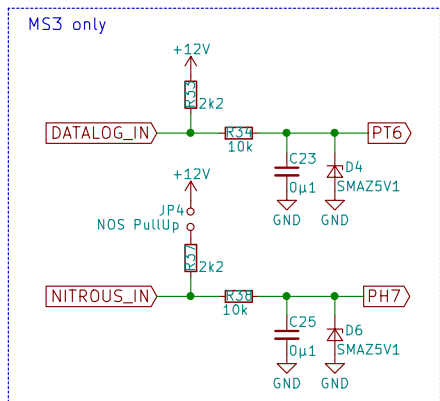 MS3 only
+12V
R33
2k2
DATALOG_IN
R34
10k
PT6
C23
0µ1
GND
D4
SMAZ5V1
GND
+12V
JP4
NOS PullUp
R37
2k2
NITROUS_IN
R38
10k
PH7
C25
0µ1
GND
D6
SMAZ5V1
GND